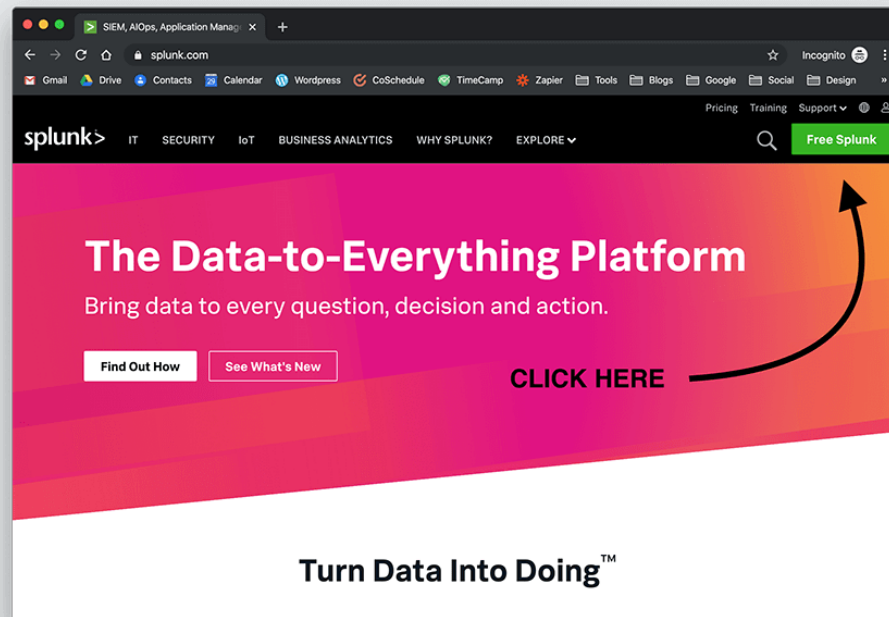 SIEM, AIOps, Application Manag
splunk.com
Incognito
Gmail Drive Contacts Calendar Wordpress CoSchedule TimeCamp Zapier Tools Blogs Google Social Design »
Pricing Training Support
splunk> IT SECURITY IoT BUSINESS ANALYTICS WHY SPLUNK? EXPLORE Free Splunk
The Data-to-Everything Platform
Bring data to every question, decision and action.
Find Out How See What's New
CLICK HERE
Turn Data Into Doing™